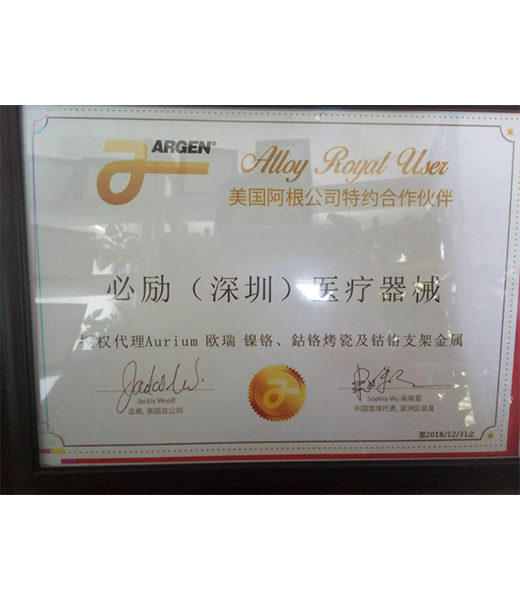 ARGEN®
Alloy Royal User
美国阿根公司特约合作伙伴
必励（深圳）医疗器械
权代理Aurium 欧瑞 镍铬、鈷铬烤瓷及钴铬支架金属
Jackie Woolf
总裁, 美国总公司
Sophia Wu 吴姝莹
中国首席代表, 亚洲区总监
至2018/12/31止